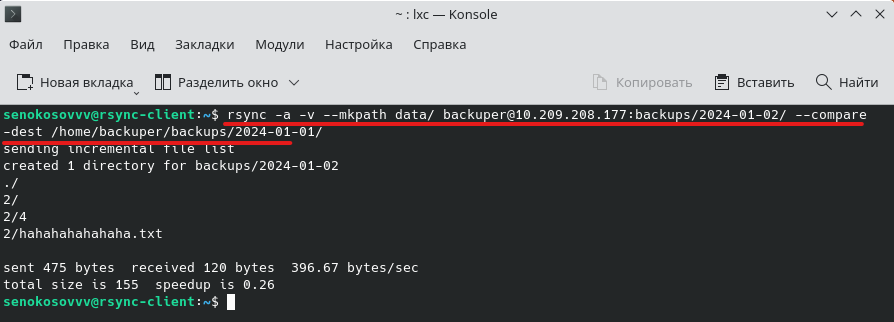 ~ : lxc — Konsole
Файл Правка Вид Закладки Модули Настройка Справка
Новая вкладка Разделить окно Копировать Вставить Найти
senokosovvv@rsync-client:~$ rsync -a -v --mkpath data/ backuper@10.209.208.177:backups/2024-01-02/ --compare
-dest /home/backuper/backups/2024-01-01/
sending incremental file list
created 1 directory for backups/2024-01-02
./
2/
2/4
2/hahahahahahaha.txt
sent 475 bytes  received 120 bytes  396.67 bytes/sec
total size is 155  speedup is 0.26
senokosovvv@rsync-client:~$